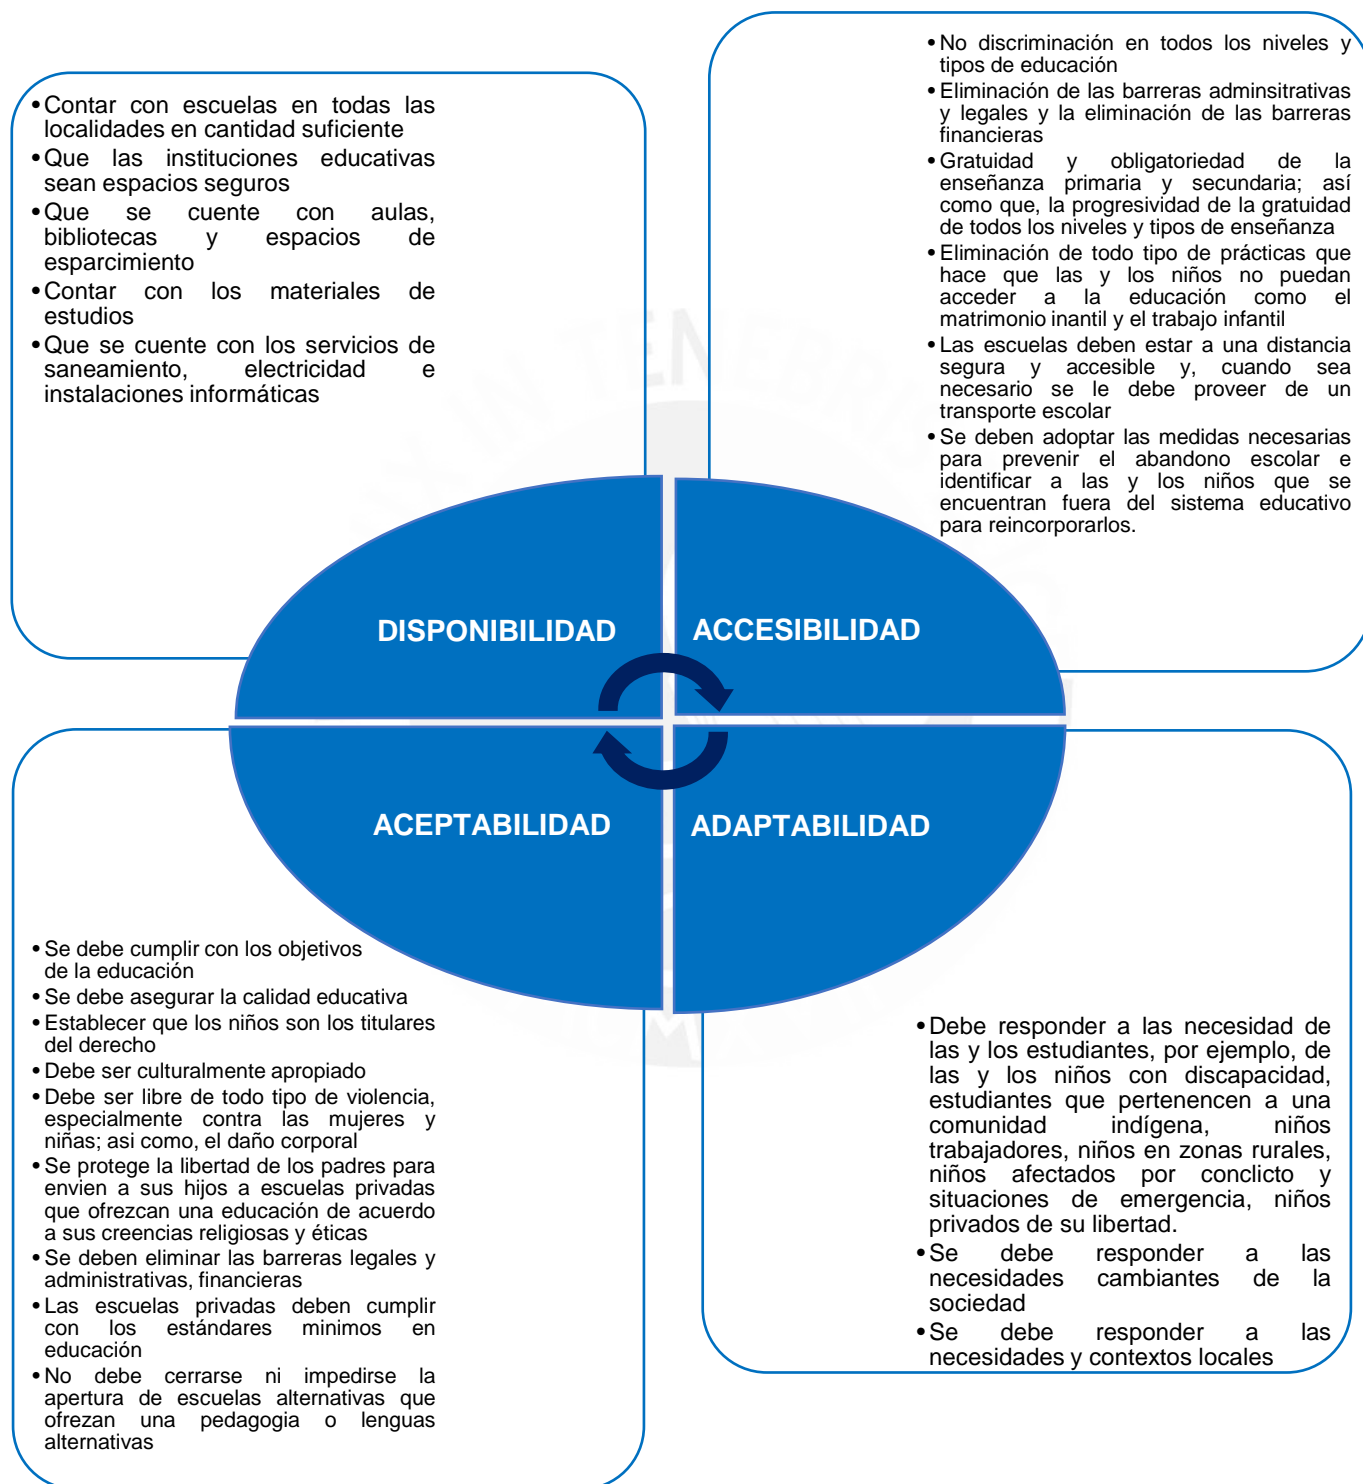 •Contar con escuelas en todas las
localidades en cantidad suficiente
•Que las instituciones educativas
sean espacios seguros
•Que se cuente con aulas,
bibliotecas y espacios de
esparcimiento
•Contar con los materiales de
estudios
•Que se cuente con los servicios de
saneamiento, electricidad e
instalaciones informáticas
DISPONIBILIDAD
•No discriminación en todos los niveles y
tipos de educación
•Eliminación de las barreras adminsitrativas
y legales y la eliminación de las barreras
financieras
•Gratuidad y obligatoriedad de la
enseñanza primaria y secundaria; así
como que, la progresividad de la gratuidad
de todos los niveles y tipos de enseñanza
•Eliminación de todo tipo de prácticas que
hace que las y los niños no puedan
acceder a la educación como el
matrimonio inantil y el trabajo infantil
•Las escuelas deben estar a una distancia
segura y accesible y, cuando sea
necesario se le debe proveer de un
transporte escolar
•Se deben adoptar las medidas necesarias
para prevenir el abandono escolar e
identificar a las y los niños que se
encuentran fuera del sistema educativo
para reincorporarlos.
ACCESIBILIDAD
ACEPTABILIDAD
•Se debe cumplir con los objetivos
de la educación
•Se debe asegurar la calidad educativa
•Establecer que los niños son los titulares
del derecho
•Debe ser culturalmente apropiado
•Debe ser libre de todo tipo de violencia,
especialmente contra las mujeres y
niñas; asi como, el daño corporal
•Se protege la libertad de los padres para
envien a sus hijos a escuelas privadas
que ofrezcan una educación de acuerdo
a sus creencias religiosas y éticas
•Se deben eliminar las barreras legales y
administrativas, financieras
•Las escuelas privadas deben cumplir
con los estándares minimos en
educación
•No debe cerrarse ni impedirse la
apertura de escuelas alternativas que
ofrezan una pedagogia o lenguas
alternativas
ADAPTABILIDAD
•Debe responder a las necesidad de
las y los estudiantes, por ejemplo, de
las y los niños con discapacidad,
estudiantes que pertenencen a una
comunidad indígena, niños
trabajadores, niños en zonas rurales,
niños afectados por conclicto y
situaciones de emergencia, niños
privados de su libertad.
•Se debe responder a las
necesidades cambiantes de la
sociedad
•Se debe responder a las
necesidades y contextos locales